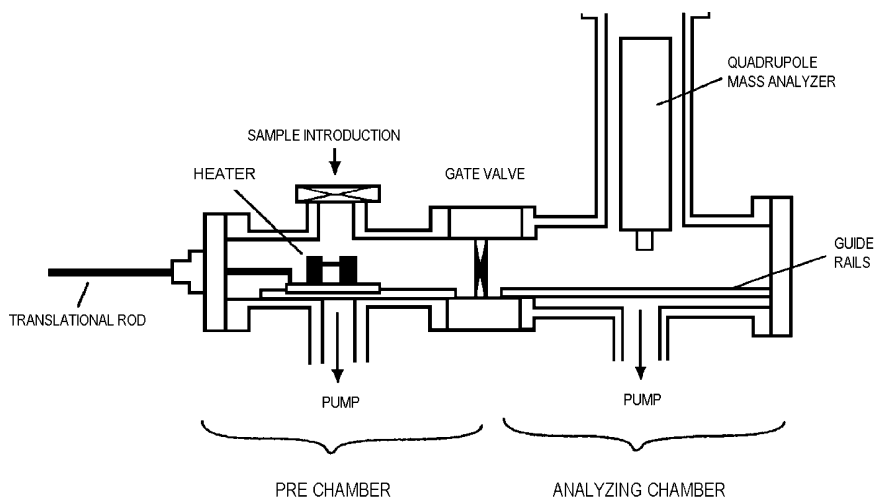 QUADRUPOLE
MASS ANALYZER
SAMPLE INTRODUCTION
HEATER
GATE VALVE
GUIDE
RAILS
TRANSLATIONAL ROD
PUMP
PUMP
PRE CHAMBER
ANALYZING CHAMBER